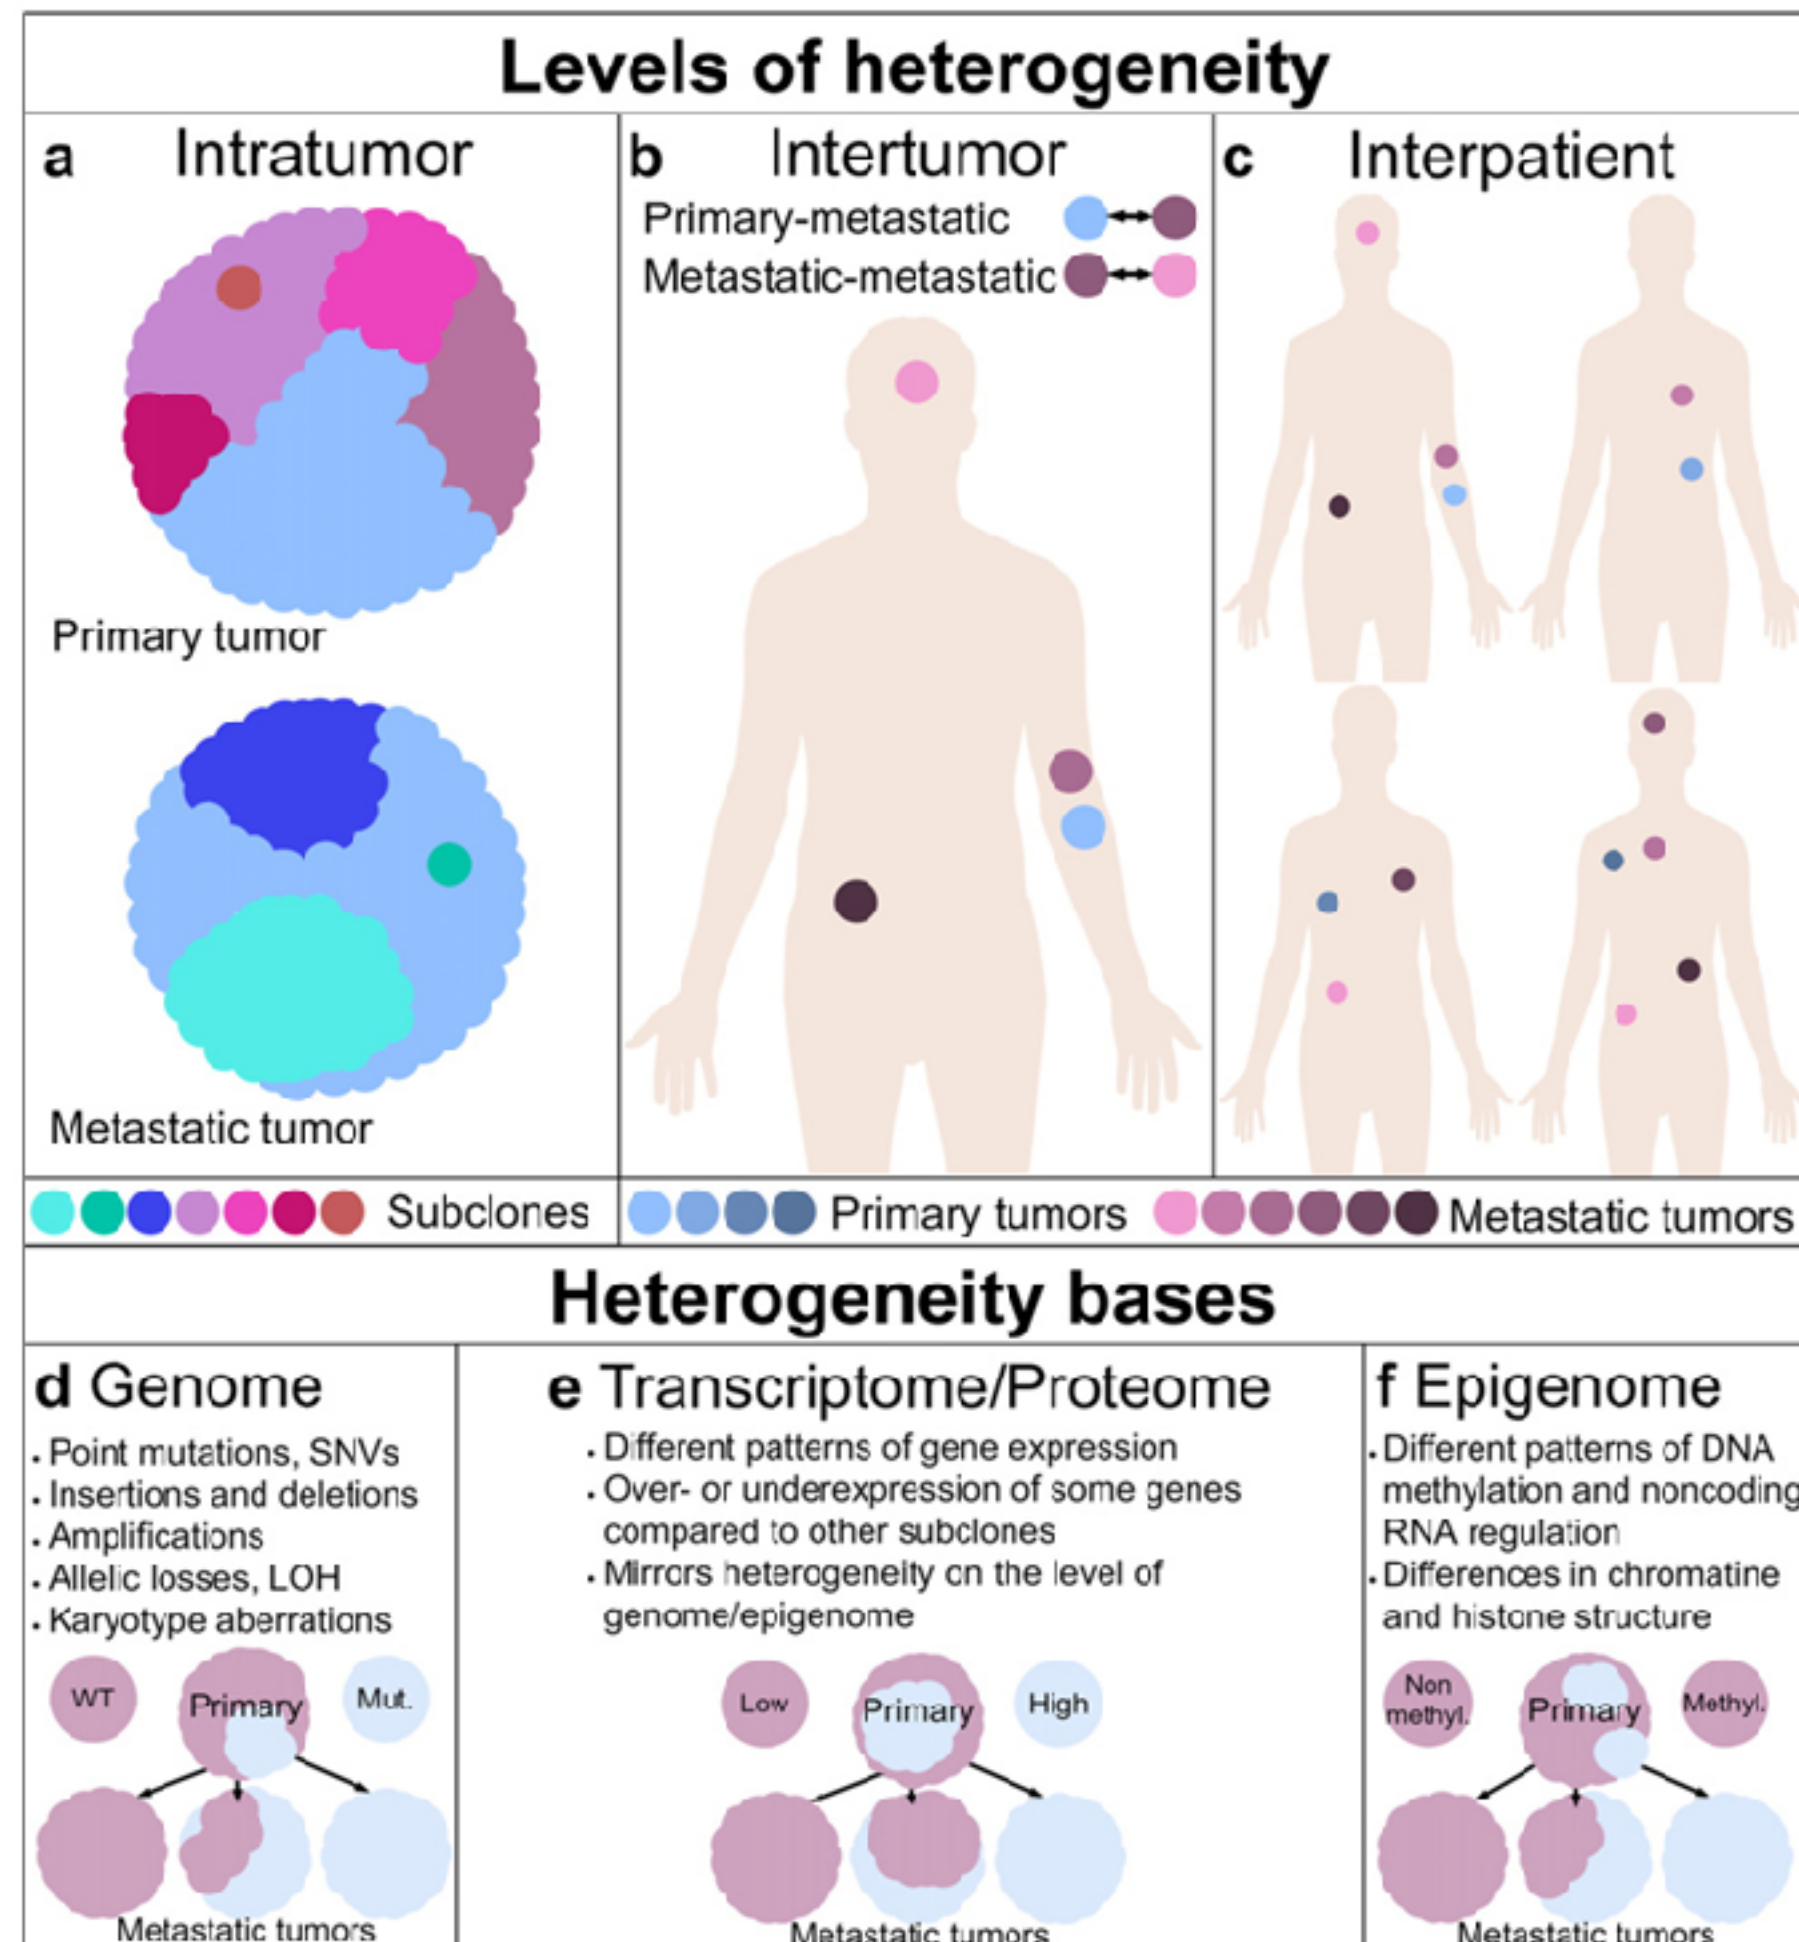 Levels of heterogeneity
a Intratumor
Primary tumor
Metastatic tumor
b Intertumor
Primary-metastatic
Metastatic-metastatic
c Interpatient
Subclones
Primary tumors
Metastatic tumors
Heterogeneity bases
d Genome
. Point mutations, SNVs
. Insertions and deletions
. Amplifications
. Allelic losses, LOH
. Karyotype aberrations
WT
Primary
Mut.
Metastatic tumors
e Transcriptome/Proteome
. Different patterns of gene expression
. Over- or underexpression of some genes
compared to other subclones
. Mirrors heterogeneity on the level of
genome/epigenome
Low
Primary
High
Metastatic tumors
f Epigenome
. Different patterns of DNA
methylation and noncoding
RNA regulation
. Differences in chromatine
and histone structure
Non
methyl.
Primary
Methyl.
Metastatic tumors